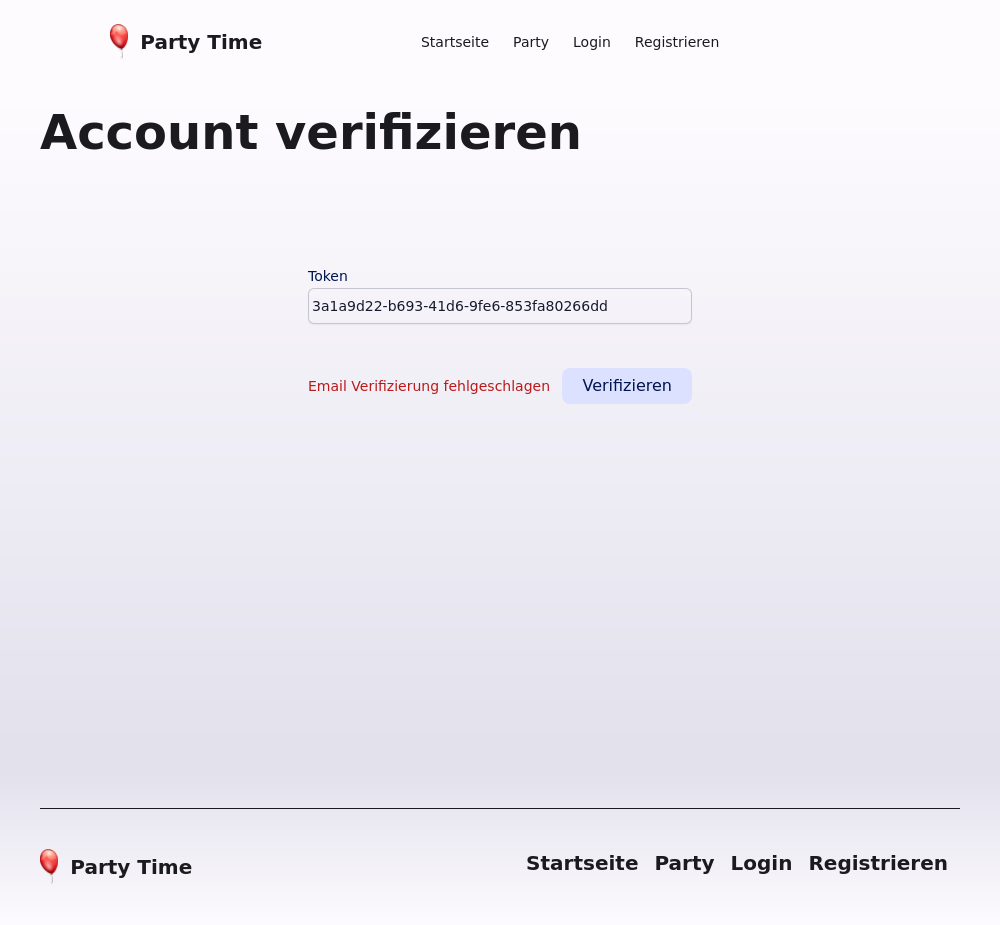 Party Time
Startseite Party Login Registrieren
Account verifizieren
Token
3a1a9d22-b693-41d6-9fe6-853fa80266dd
Email Verifizierung fehlgeschlagen
Verifizieren
Party Time
Startseite Party Login Registrieren